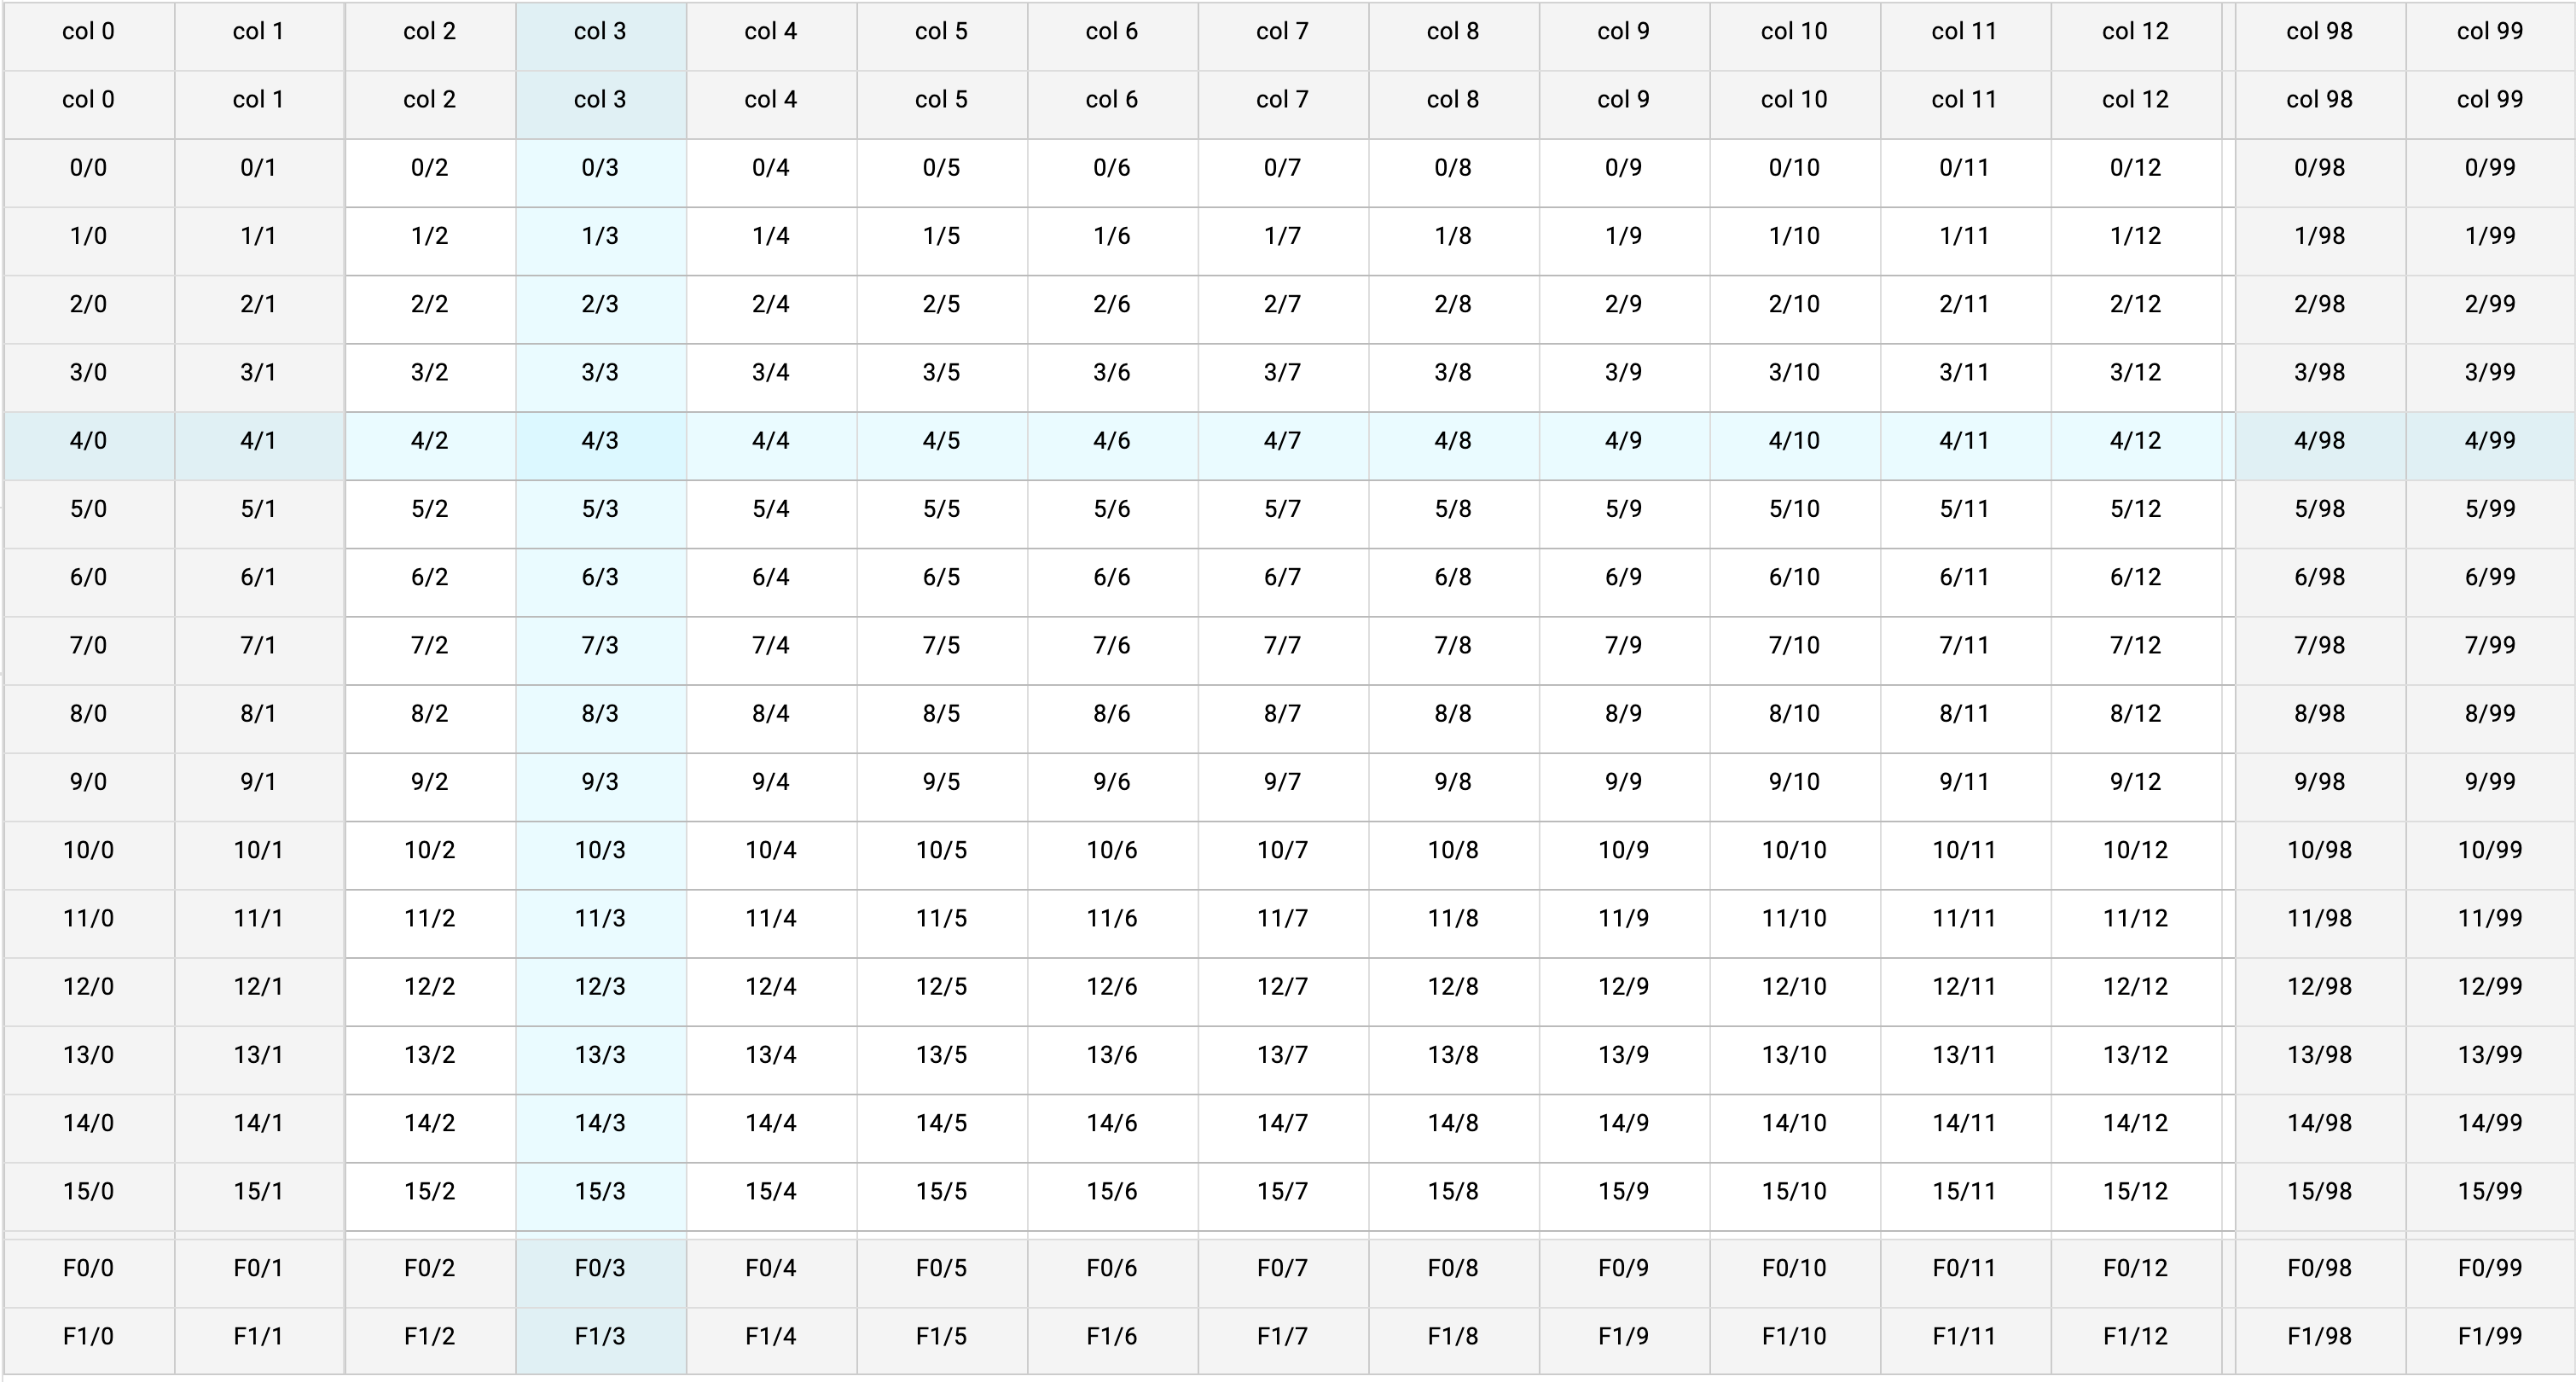 col 0 col 1 col 2 col 3 col 4 col 5 col 6 col 7 col 8 col 9 col 10 col 11 col 12 col 98 col 99
col 0 col 1 col 2 col 3 col 4 col 5 col 6 col 7 col 8 col 9 col 10 col 11 col 12 col 98 col 99
0/0 0/1 0/2 0/3 0/4 0/5 0/6 0/7 0/8 0/9 0/10 0/11 0/12 0/98 0/99
1/0 1/1 1/2 1/3 1/4 1/5 1/6 1/7 1/8 1/9 1/10 1/11 1/12 1/98 1/99
2/0 2/1 2/2 2/3 2/4 2/5 2/6 2/7 2/8 2/9 2/10 2/11 2/12 2/98 2/99
3/0 3/1 3/2 3/3 3/4 3/5 3/6 3/7 3/8 3/9 3/10 3/11 3/12 3/98 3/99
4/0 4/1 4/2 4/3 4/4 4/5 4/6 4/7 4/8 4/9 4/10 4/11 4/12 4/98 4/99
5/0 5/1 5/2 5/3 5/4 5/5 5/6 5/7 5/8 5/9 5/10 5/11 5/12 5/98 5/99
6/0 6/1 6/2 6/3 6/4 6/5 6/6 6/7 6/8 6/9 6/10 6/11 6/12 6/98 6/99
7/0 7/1 7/2 7/3 7/4 7/5 7/6 7/7 7/8 7/9 7/10 7/11 7/12 7/98 7/99
8/0 8/1 8/2 8/3 8/4 8/5 8/6 8/7 8/8 8/9 8/10 8/11 8/12 8/98 8/99
9/0 9/1 9/2 9/3 9/4 9/5 9/6 9/7 9/8 9/9 9/10 9/11 9/12 9/98 9/99
10/0 10/1 10/2 10/3 10/4 10/5 10/6 10/7 10/8 10/9 10/10 10/11 10/12 10/98 10/99
11/0 11/1 11/2 11/3 11/4 11/5 11/6 11/7 11/8 11/9 11/10 11/11 11/12 11/98 11/99
12/0 12/1 12/2 12/3 12/4 12/5 12/6 12/7 12/8 12/9 12/10 12/11 12/12 12/98 12/99
13/0 13/1 13/2 13/3 13/4 13/5 13/6 13/7 13/8 13/9 13/10 13/11 13/12 13/98 13/99
14/0 14/1 14/2 14/3 14/4 14/5 14/6 14/7 14/8 14/9 14/10 14/11 14/12 14/98 14/99
15/0 15/1 15/2 15/3 15/4 15/5 15/6 15/7 15/8 15/9 15/10 15/11 15/12 15/98 15/99
F0/0 F0/1 F0/2 F0/3 F0/4 F0/5 F0/6 F0/7 F0/8 F0/9 F0/10 F0/11 F0/12 F0/98 F0/99
F1/0 F1/1 F1/2 F1/3 F1/4 F1/5 F1/6 F1/7 F1/8 F1/9 F1/10 F1/11 F1/12 F1/98 F1/99